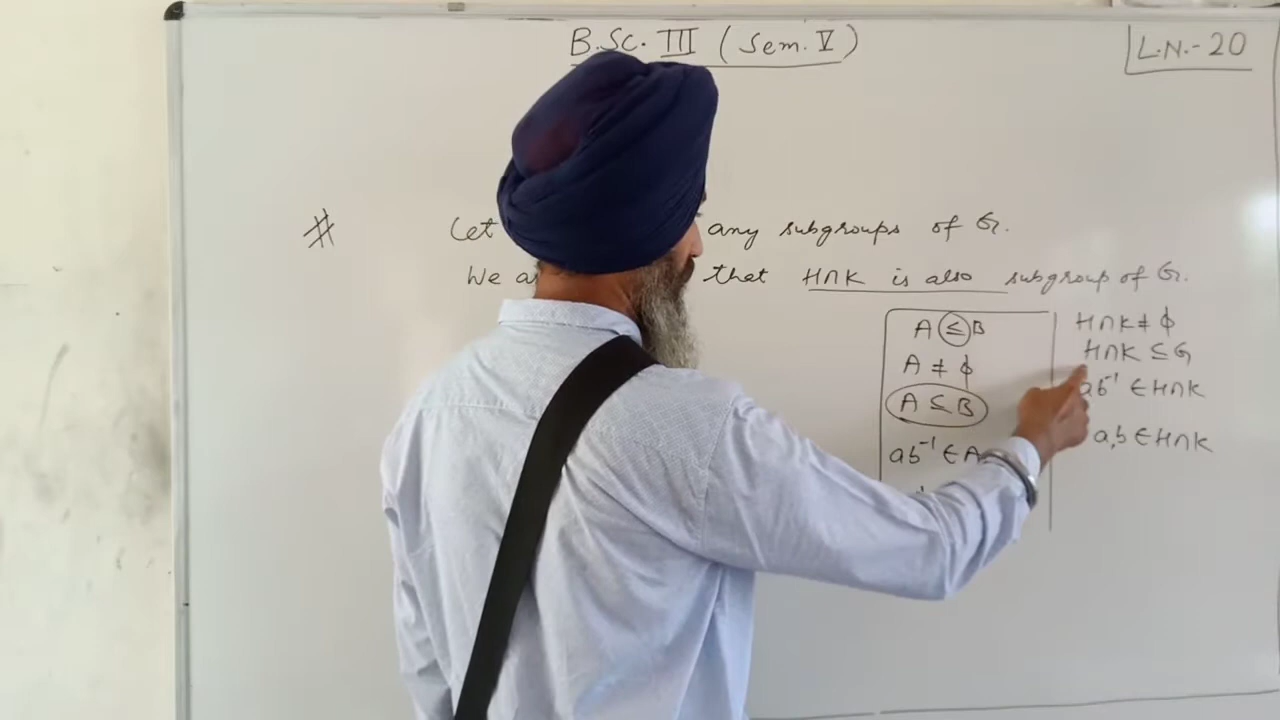 B.Sc. III (Sem. V)
L.N.-20
# Let any subgroups of G.
We that H∩K is also subgroup of G.
A ≤ B
A ≠ ϕ
A ⊆ B
ab⁻¹ ∈ A
H∩K ≠ ϕ
H∩K ⊆ G
ab⁻¹ ∈ H∩K
a,b ∈ H∩K